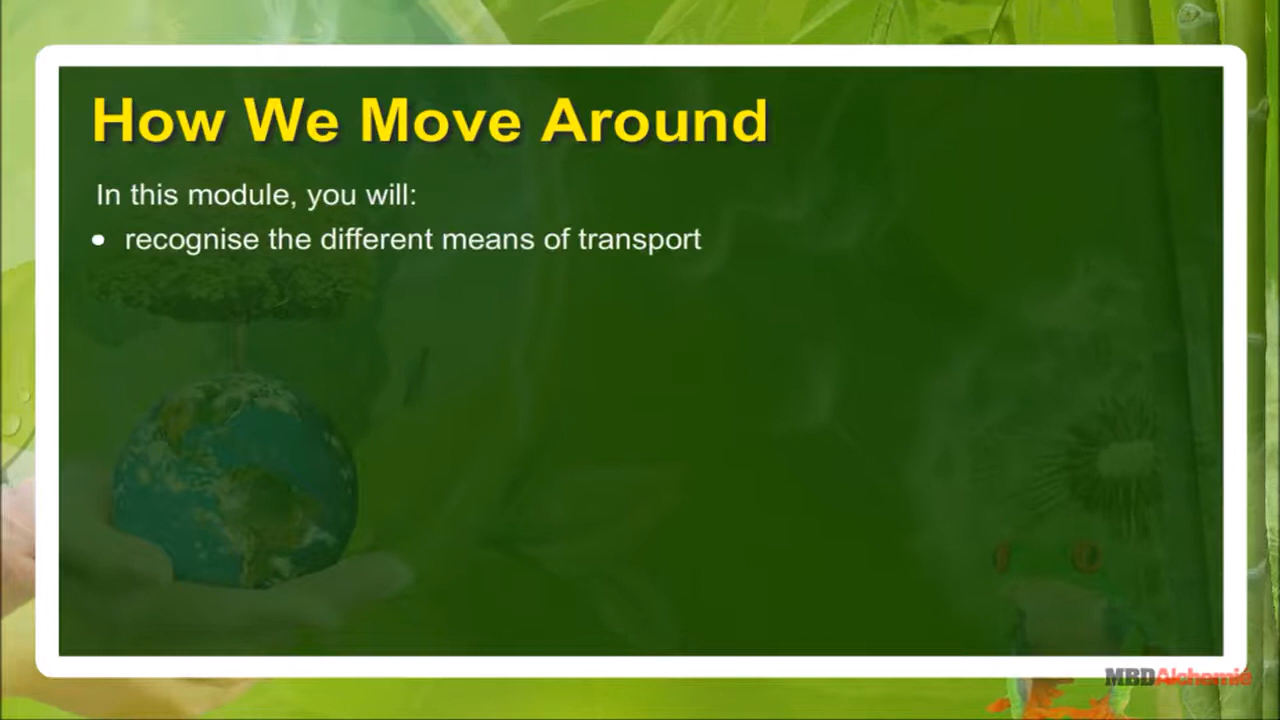 How We Move Around
In this module, you will:
• recognise the different means of transport
MBDAlchemie